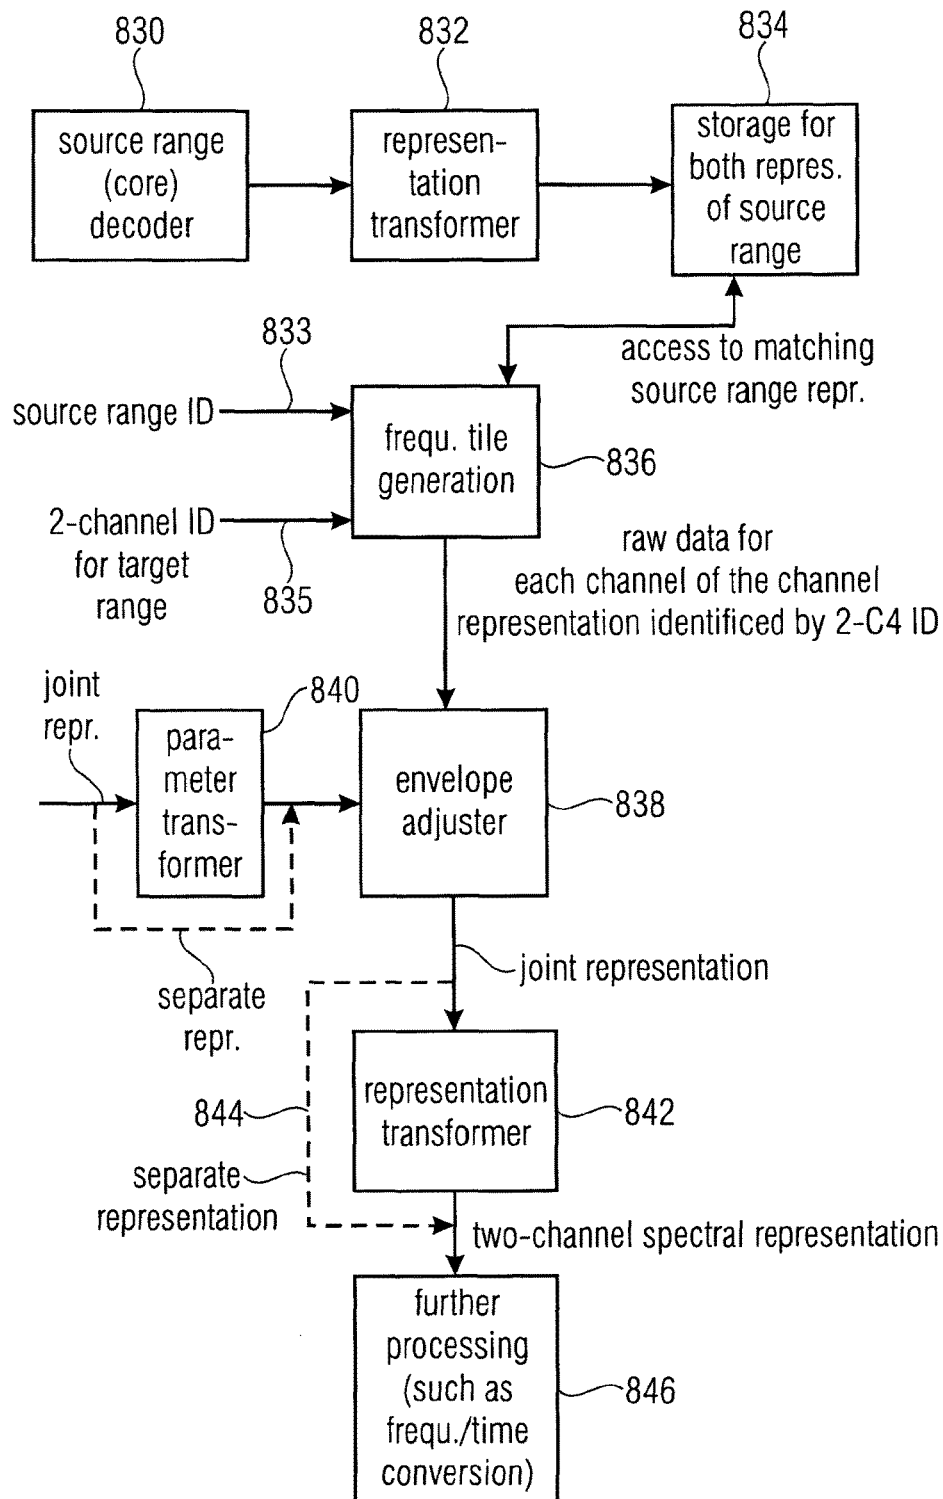 830
832
834
source range
(core)
decoder
represen-
tation
transformer
storage for
both repres.
of source
range
833
access to matching
source range repr.
source range ID
frequ. tile
generation
836
2-channel ID
for target
range
835
raw data for
each channel of the channel
representation identificed by 2-C4 ID
joint
repr.
840
para-
meter
trans-
former
envelope
adjuster
838
separate
repr.
joint representation
844
representation
transformer
842
separate
representation
two-channel spectral representation
further
processing
(such as
frequ./time
conversion)
846